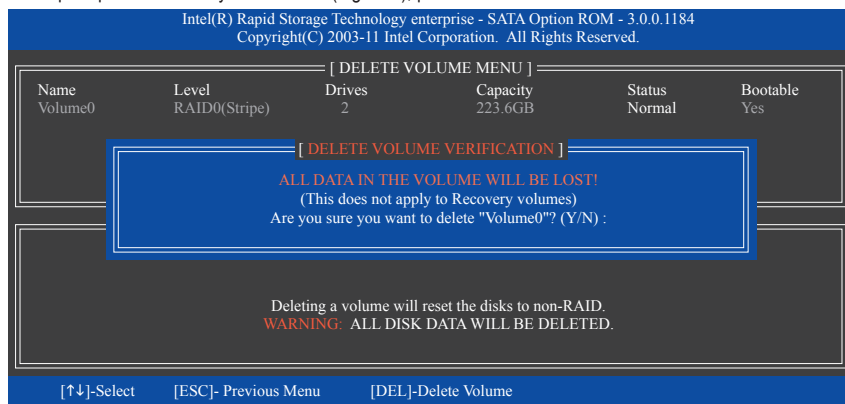 Intel(R) Rapid Storage Technology enterprise - SATA Option ROM - 3.0.0.1184
Copyright(C) 2003-11 Intel Corporation. All Rights Reserved.
[ DELETE VOLUME MENU ]
Name Level Drives Capacity Status Bootable
Volume0 RAID0(Stripe) 2 223.6GB Normal Yes
[ DELETE VOLUME VERIFICATION ]
ALL DATA IN THE VOLUME WILL BE LOST!
(This does not apply to Recovery volumes)
Are you sure you want to delete "Volume0"? (Y/N) :
Deleting a volume will reset the disks to non-RAID.
WARNING: ALL DISK DATA WILL BE DELETED.
[↑↓]-Select [ESC]- Previous Menu [DEL]-Delete Volume